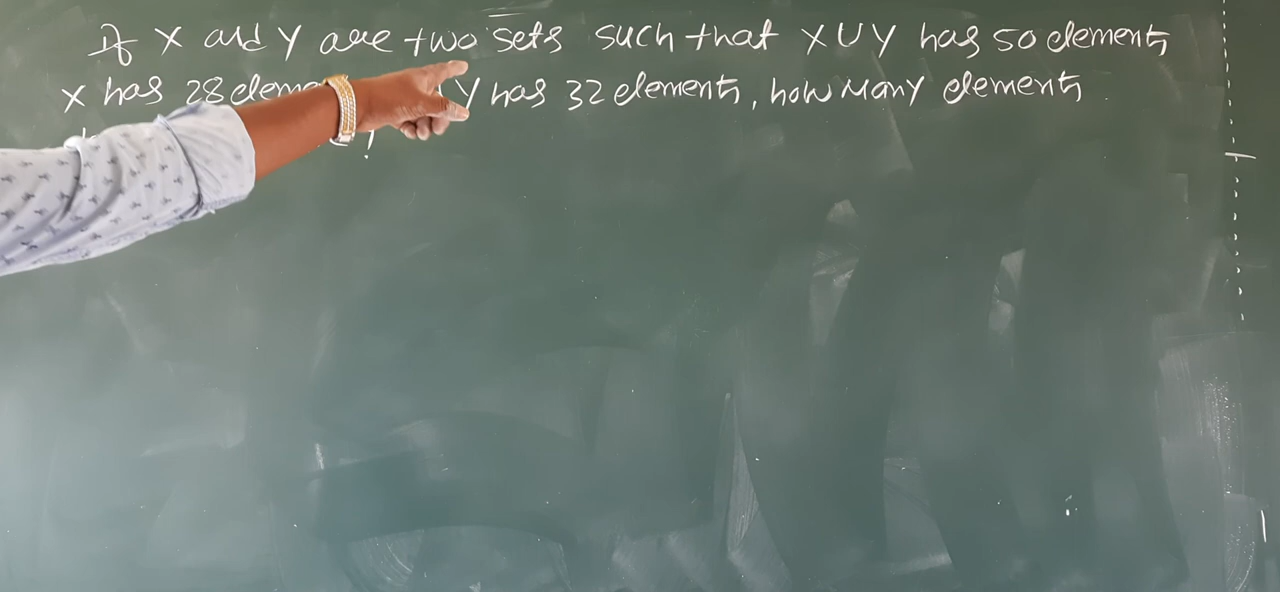 If X and Y are two sets such that X U Y has 50 elements
X has 28 Y has 32 elements, how many elements
?